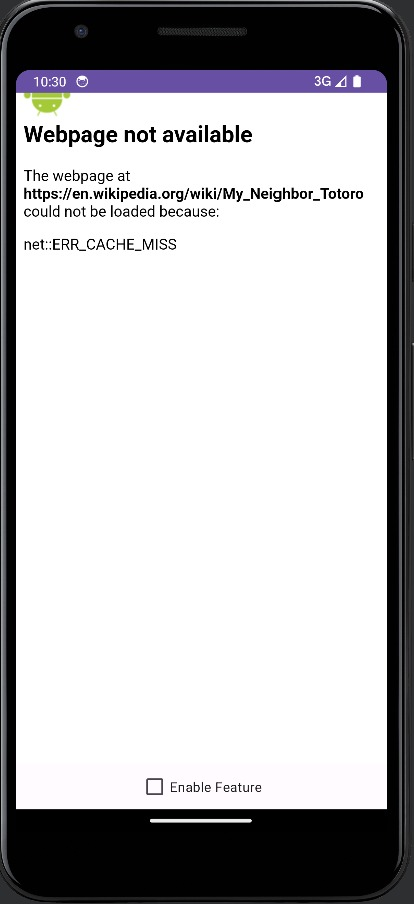 10:30 3G
Webpage not available
The webpage at
https://en.wikipedia.org/wiki/My_Neighbor_Totoro
could not be loaded because:
net::ERR_CACHE_MISS
Enable Feature